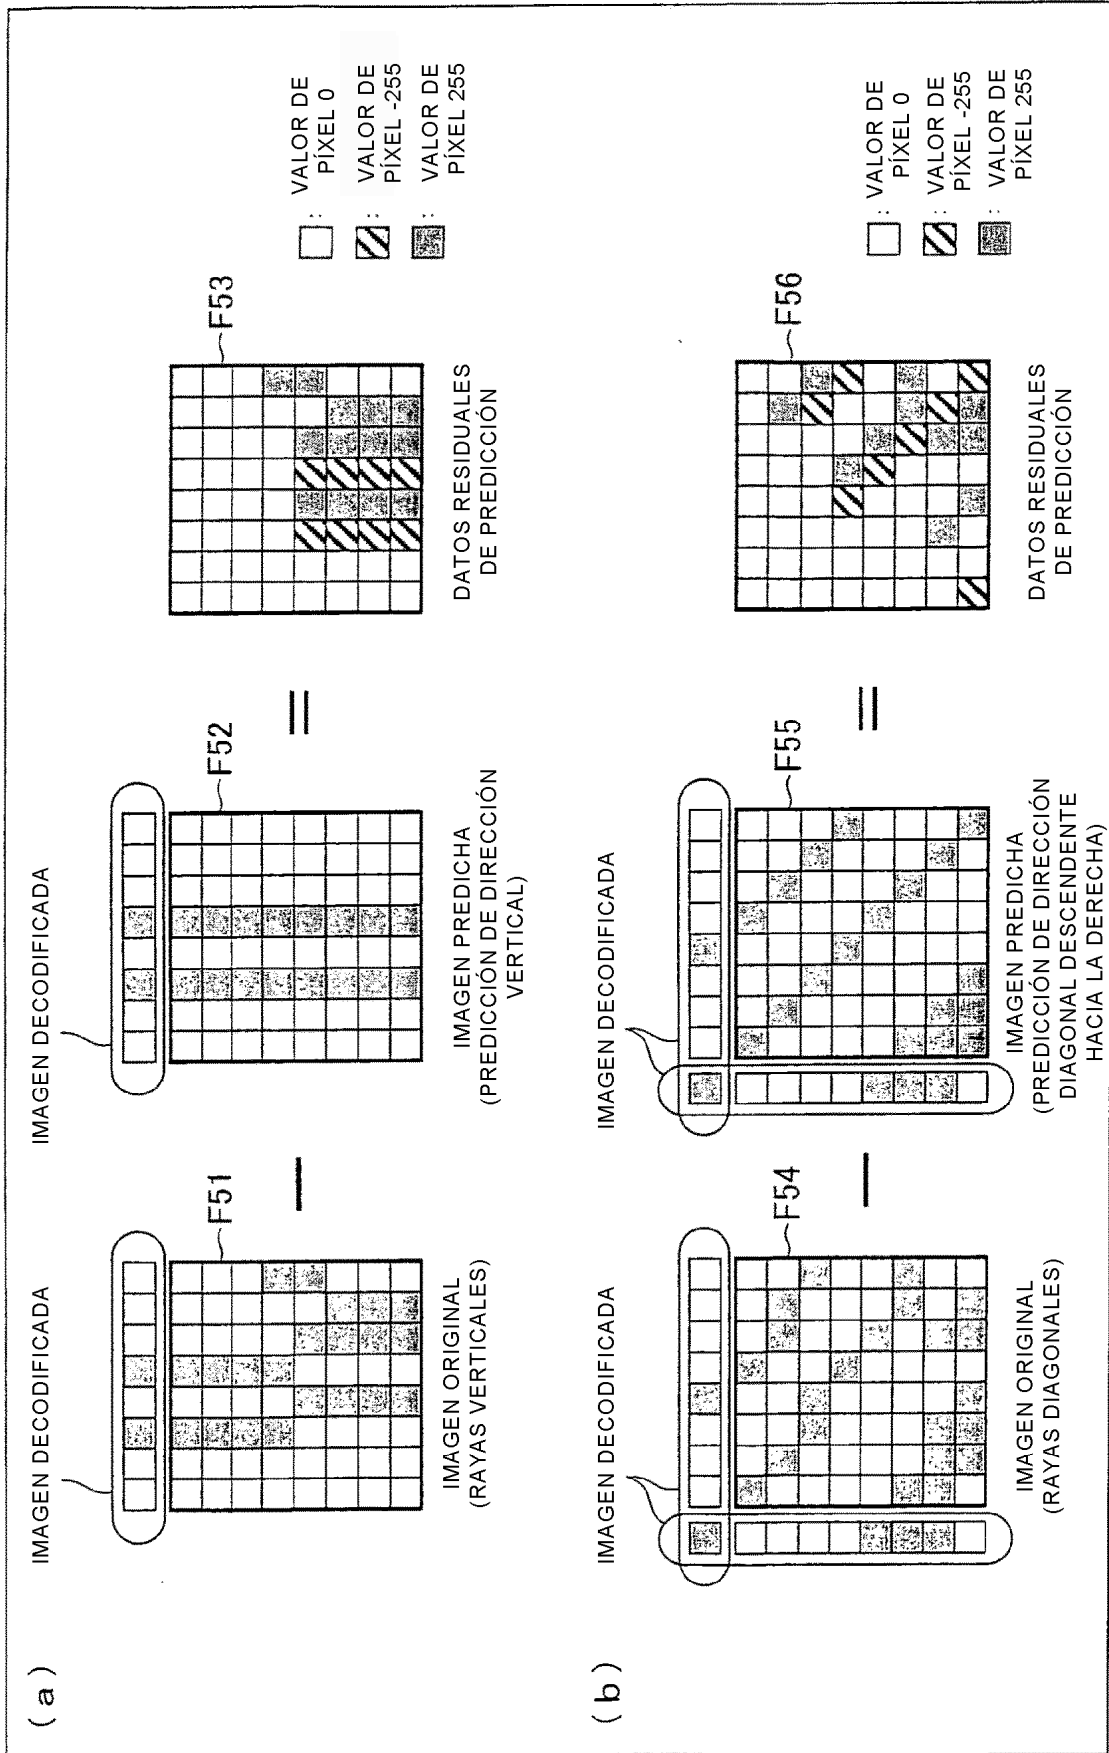 (a)
IMAGEN DECODIFICADA
F51
IMAGEN ORIGINAL
(RAYAS VERTICALES)
IMAGEN DECODIFICADA
F52
IMAGEN PREDICHA
(PREDICCIÓN DE DIRECCIÓN
VERTICAL)
F53
DATOS RESIDUALES
DE PREDICCIÓN
: VALOR DE
PÍXEL 0
: VALOR DE
PÍXEL -255
: VALOR DE
PÍXEL 255
(b)
IMAGEN DECODIFICADA
F54
IMAGEN ORIGINAL
(RAYAS DIAGONALES)
IMAGEN DECODIFICADA
F55
IMAGEN PREDICHA
(PREDICCIÓN DE DIRECCIÓN
DIAGONAL DESCENDENTE
HACIA LA DERECHA)
F56
DATOS RESIDUALES
DE PREDICCIÓN
: VALOR DE
PÍXEL 0
: VALOR DE
PÍXEL -255
: VALOR DE
PÍXEL 255